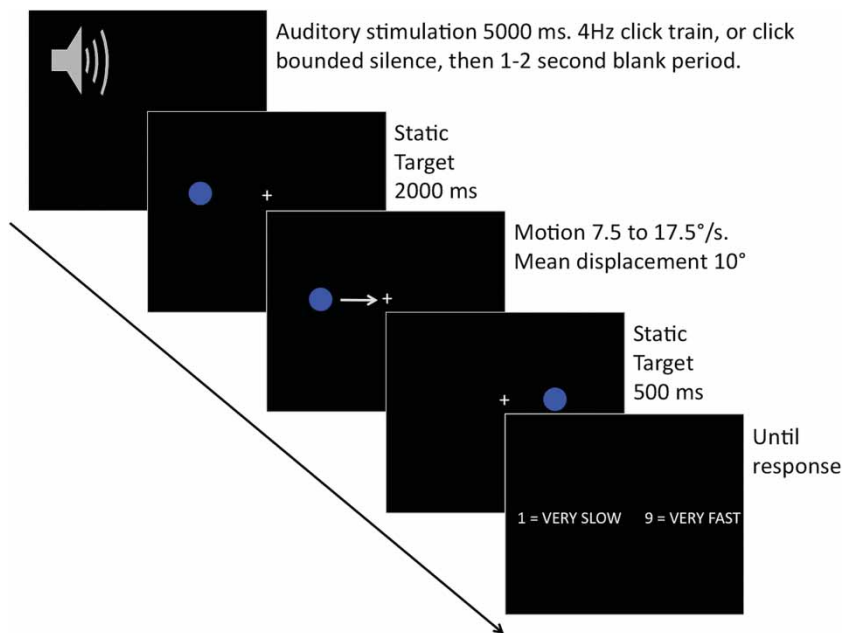 Auditory stimulation 5000 ms. 4Hz click train, or click
bounded silence, then 1-2 second blank period.
Static
Target
2000 ms
Motion 7.5 to 17.5°/s.
Mean displacement 10°
Static
Target
500 ms
Until
response
1 = VERY SLOW 9 = VERY FAST